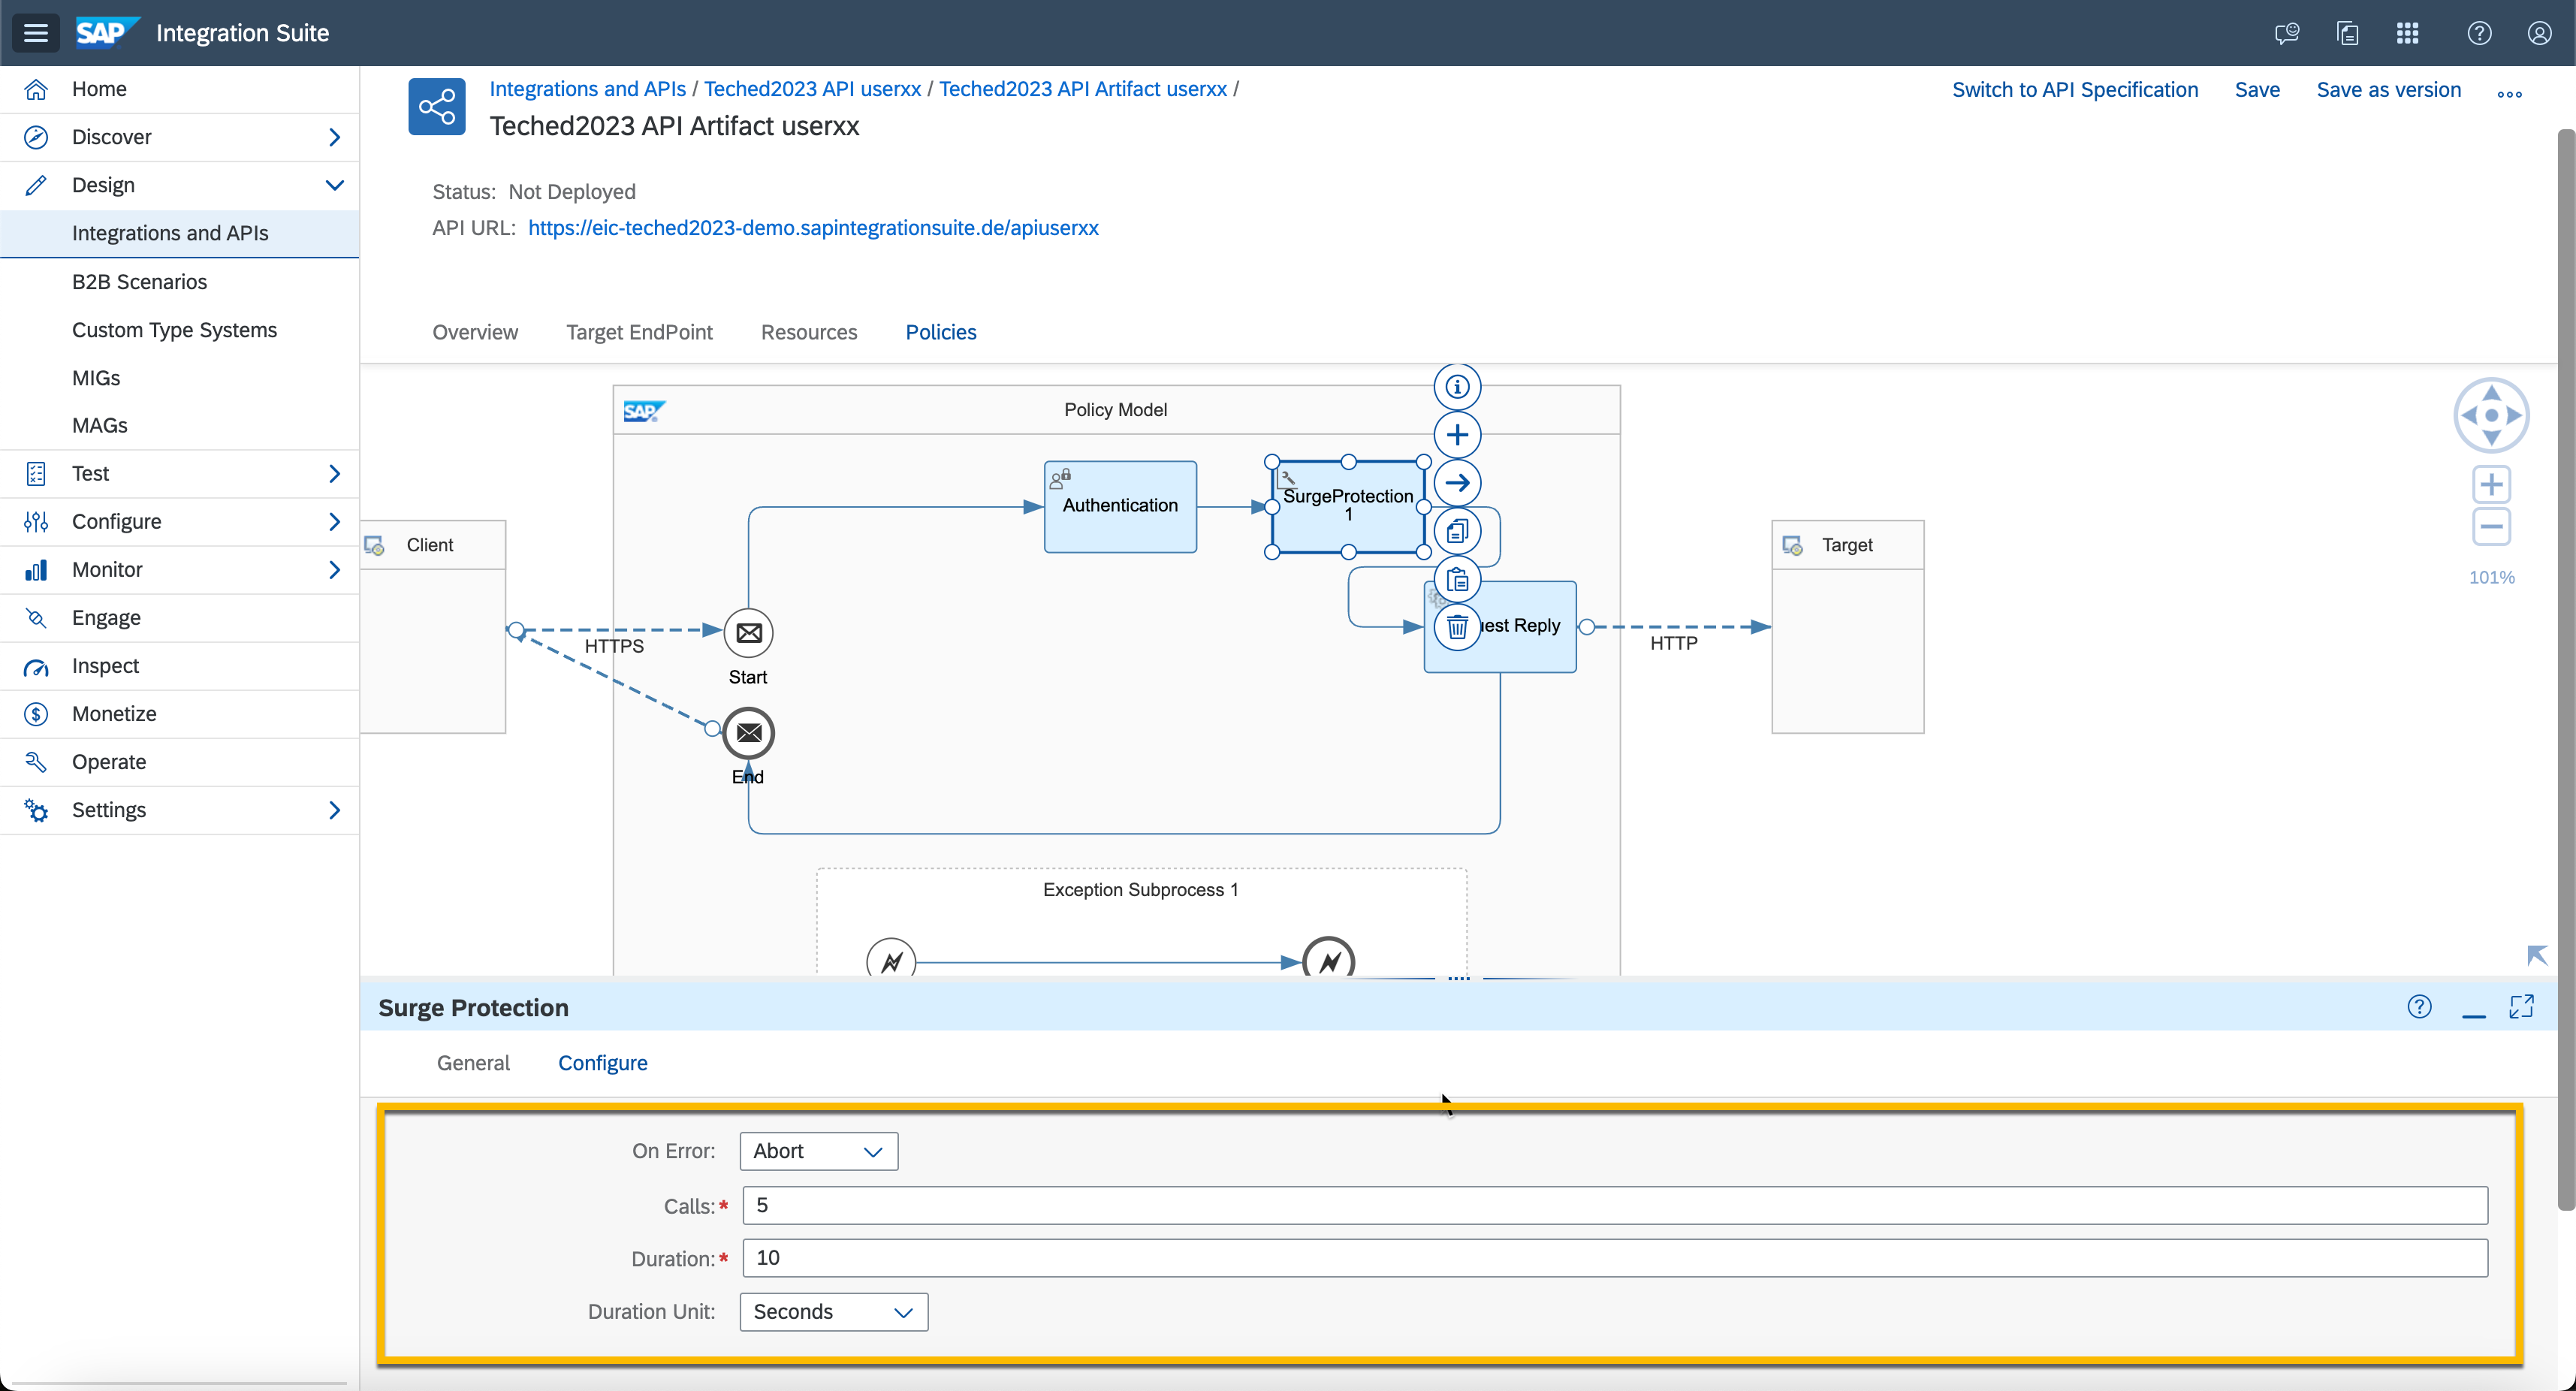 SAP Integration Suite
Home
Discover
Design
Integrations and APIs
B2B Scenarios
Custom Type Systems
MIGs
MAGs
Test
Configure
Monitor
Engage
Inspect
Monetize
Operate
Settings
Integrations and APIs / Teched2023 API userxx / Teched2023 API Artifact userxx /
Teched2023 API Artifact userxx
Switch to API Specification Save Save as version
Status: Not Deployed
API URL: https://eic-teched2023-demo.sapintegrationsuite.de/apiuserxx
Overview Target EndPoint Resources Policies
SAP Policy Model
Authentication
SurgeProtection
1
Client
Target
101%
uest Reply
HTTPS
HTTP
Start
End
Exception Subprocess 1
Surge Protection
General Configure
On Error: Abort
Calls:* 5
Duration:* 10
Duration Unit: Seconds